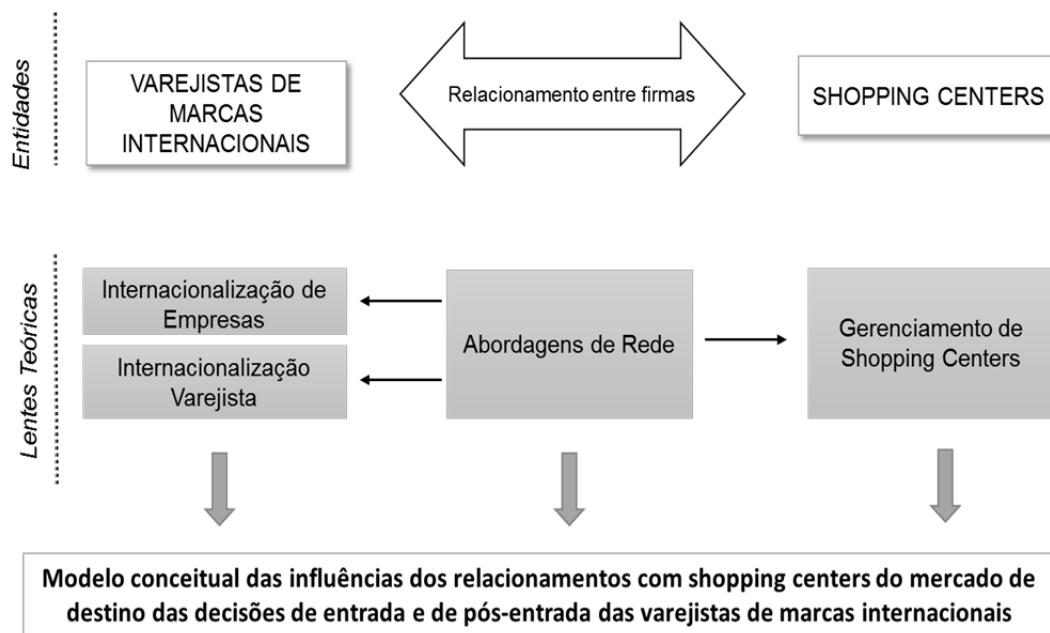 Entidades
VAREJISTAS DE
MARCAS
INTERNACIONAIS
Relacionamento entre firmas
SHOPPING CENTERS
Lentes Teóricas
Internacionalização de
Empresas
Internacionalização
Varejista
Abordagens de Rede
Gerenciamento de
Shopping Centers
Modelo conceitual das influências dos relacionamentos com shopping centers do mercado de
destino das decisões de entrada e de pós-entrada das varejistas de marcas internacionais